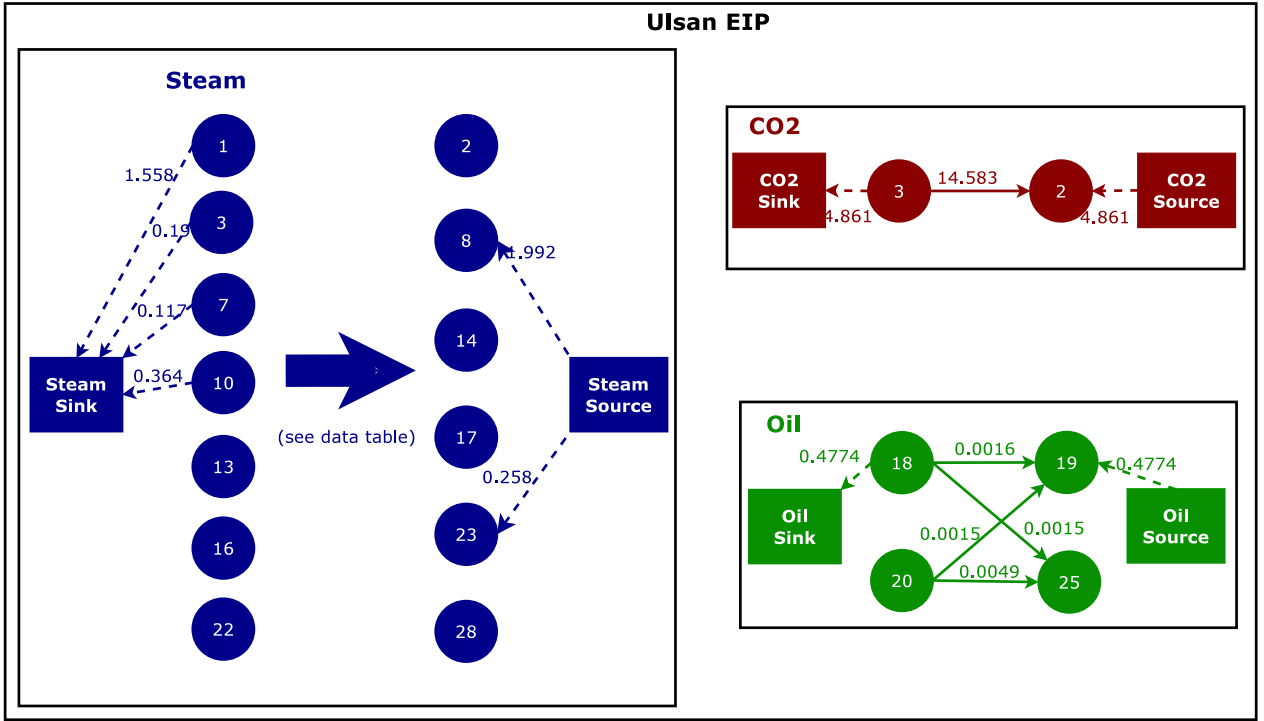 Ulsan EIP
Steam
1
2
1.558
3
0.19
8
1.992
7
0.117
14
Steam
Sink
0.364
10
Steam
Source
(see data table)
17
13
0.258
23
16
22
28
CO2
CO2
Sink
3
14.583
2
CO2
Source
4.861
4.861
Oil
0.4774
18
0.0016
19
0.4774
Oil
Sink
Oil
Source
0.0015
0.0015
20
0.0049
25